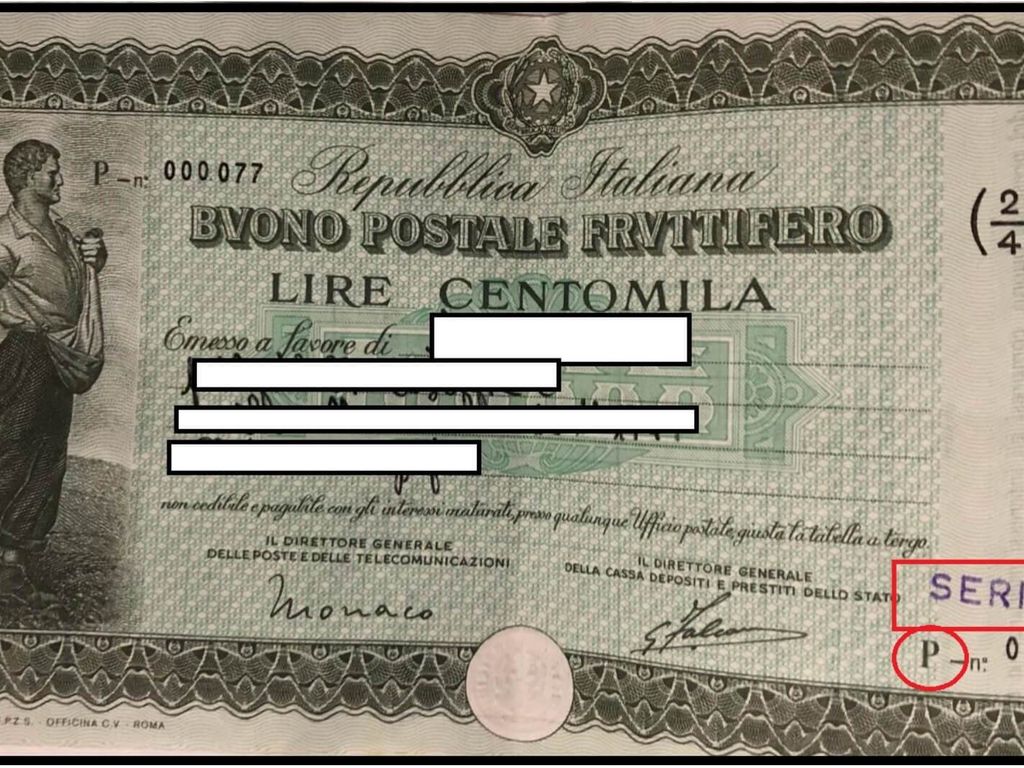 P – n: 000077
Repubblica Italiana
BVONO POSTALE FRVTTIFERO
(2/4
LIRE CENTOMILA
Emesso a favore di
non cedibile e pagabile con gli interessi maturati, presso qualunque Ufficio postale, giusta la tabella a tergo.
IL DIRETTORE GENERALE
DELLE POSTE E DELLE TELECOMUNICAZIONI
Monaco
IL DIRETTORE GENERALE
DELLA CASSA DEPOSITI E PRESTITI DELLO STATO
G Falcon
SERI
P – n: 0
.P.Z.S. - OFFICINA C.V - ROMA